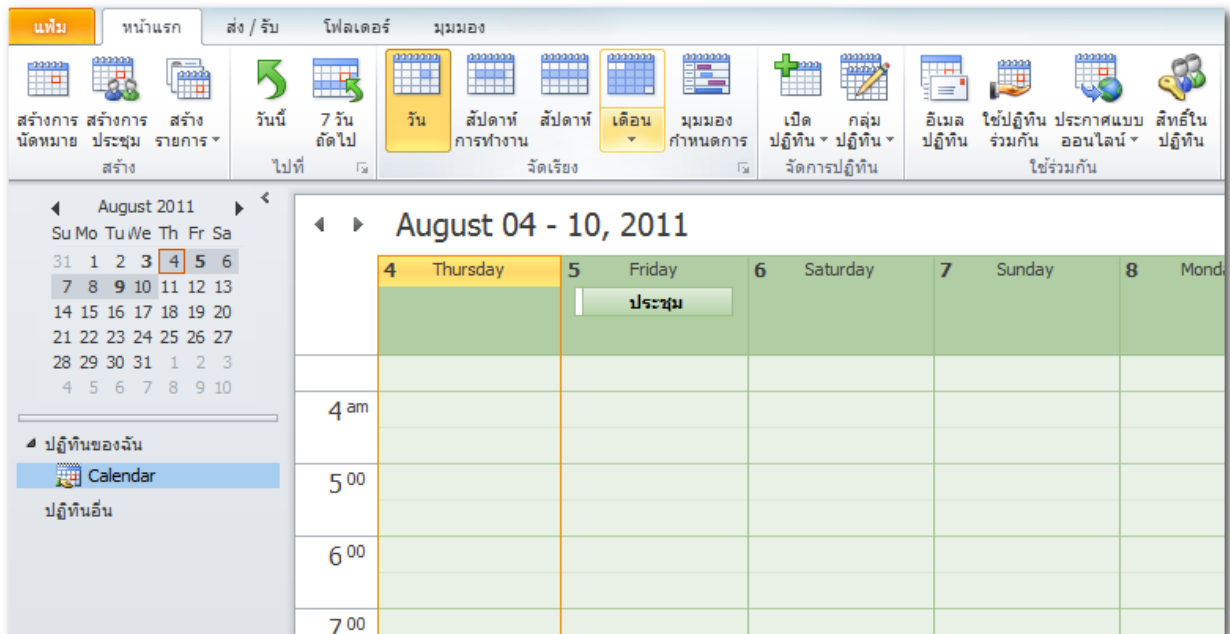 แฟ้ม หน้าแรก ส่ง / รับ โฟลเดอร์ มุมมอง
สร้างการ สร้างการ สร้าง วันนี้ 7 วัน วัน สัปดาห์ สัปดาห์ เดือน มุมมอง เปิด กลุ่ม อีเมล ใช้ปฏิทิน ประกาศแบบ สิทธิ์ใน
นัดหมาย ประชุม รายการ ถัดไป การทำงาน กำหนดการ ปฏิทิน ปฏิทิน ปฏิทิน ร่วมกัน ออนไลน์ ปฏิทิน
สร้าง ไปที่ จัดเรียง จัดการปฏิทิน ใช้ร่วมกัน
August 2011
Su Mo Tu We Th Fr Sa
31 1 2 3 4 5 6
7 8 9 10 11 12 13
14 15 16 17 18 19 20
21 22 23 24 25 26 27
28 29 30 31 1 2 3
4 5 6 7 8 9 10
ปฏิทินของฉัน
Calendar
ปฏิทินอื่น
August 04 - 10, 2011
4 Thursday 5 Friday 6 Saturday 7 Sunday 8 Mond
ประชุม
4 am
5 00
6 00
7 00